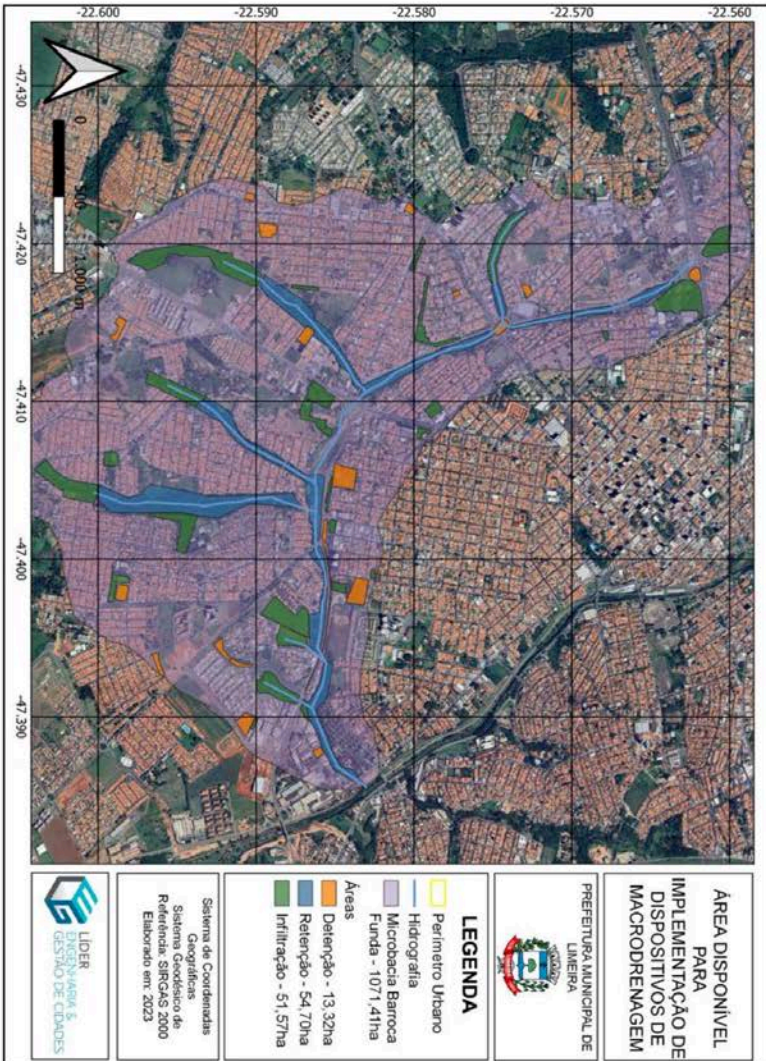 -22.600
-22.590
-22.580
-22.570
-22.560
-47.430
-47.420
-47.410
-47.400
-47.390
0
500
1.000 m
ÁREA DISPONÍVEL
PARA
IMPLEMENTAÇÃO DE
DISPOSITIVOS DE
MACRODRENAGEM
PREFEITURA MUNICIPAL DE
LIMEIRA
LEGENDA
Perímetro Urbano
Hidrografia
Microbacia Barroca
Funda - 1071,41ha
Áreas
Detenção - 13,32ha
Retenção - 54,70ha
Infiltração - 51,57ha
Sistema de Coordenadas
Geográficas
Sistema Geodésico de
Referência: SIRGAS 2000
Elaborado em: 2023
LÍDER
ENGENHARIA &
GESTÃO DE CIDADES